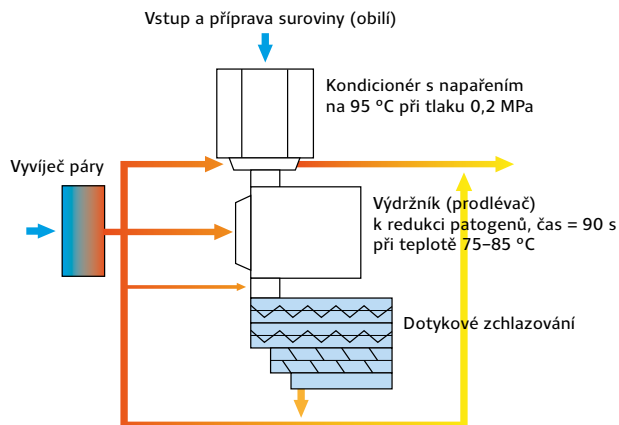 Vstup a příprava suroviny (obilí)
Kondicionér s napařením
na 95 °C při tlaku 0,2 MPa
Vyvíječ páry
Výdržník (prodlévač)
k redukci patogenů, čas = 90 s
při teplotě 75–85 °C
Dotykové zchlazování